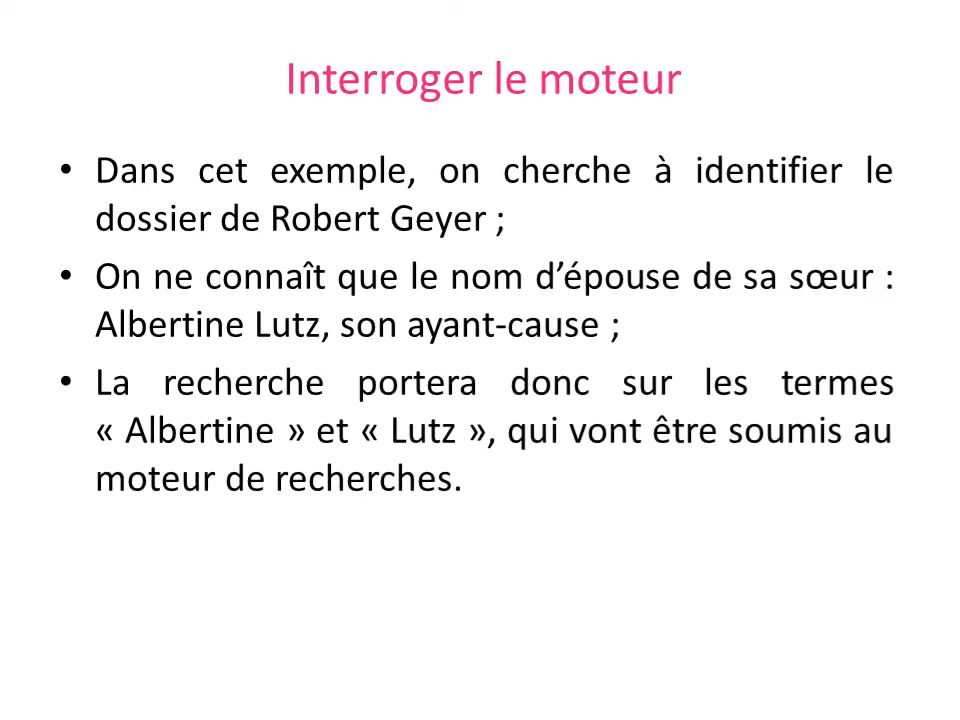 Interroger le moteur
• Dans cet exemple, on cherche à identifier le
dossier de Robert Geyer ;
• On ne connaît que le nom d’épouse de sa sœur :
Albertine Lutz, son ayant-cause ;
• La recherche portera donc sur les termes
« Albertine » et « Lutz », qui vont être soumis au
moteur de recherches.